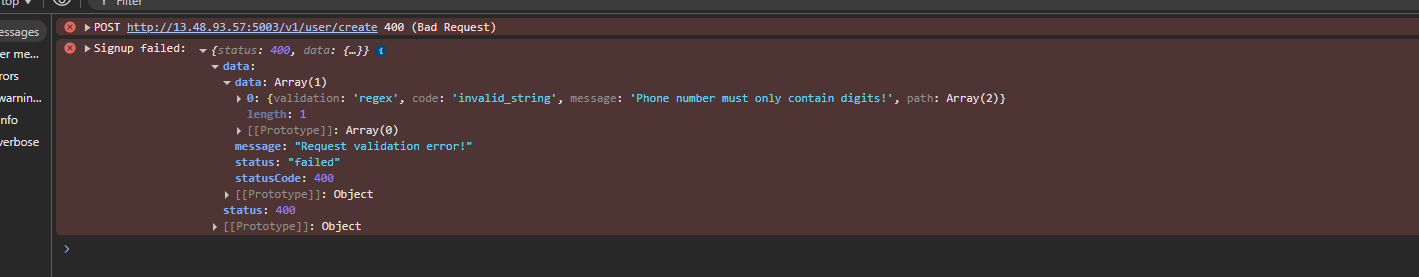 top ▼ Filter
essages
POST http://13.48.93.57:5003/v1/user/create 400 (Bad Request)
er me...
Signup failed: {status: 400, data: {…}} i
data:
rors
data: Array(1)
warnin...
0: {validation: 'regex', code: 'invalid_string', message: 'Phone number must only contain digits!', path: Array(2)}
nfo
length: 1
[[Prototype]]: Array(0)
erbose
message: "Request validation error!"
status: "failed"
statusCode: 400
[[Prototype]]: Object
status: 400
[[Prototype]]: Object
>